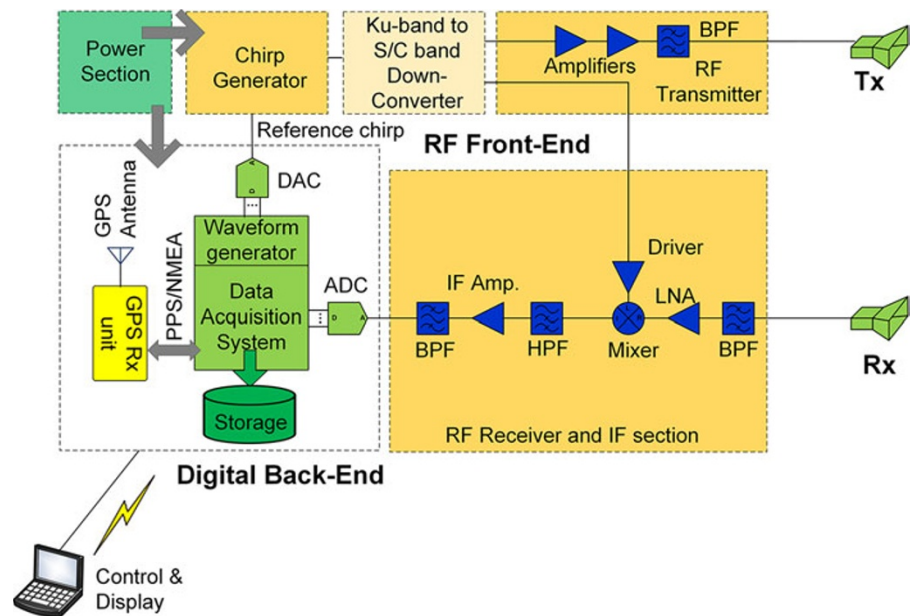 Power
Section
Chirp
Generator
Ku-band to
S/C band
Down-
Converter
Amplifiers
BPF
RF
Transmitter
Tx
Reference chirp
RF Front-End
DAC
D
A
GPS
Antenna
PPS/NMEA
GPS Rx
unit
Waveform
generator
Data
Acquisition
System
ADC
D
A
Storage
Driver
IF Amp.
LNA
BPF
HPF
Mixer
BPF
Rx
RF Receiver and IF section
Digital Back-End
Control &
Display